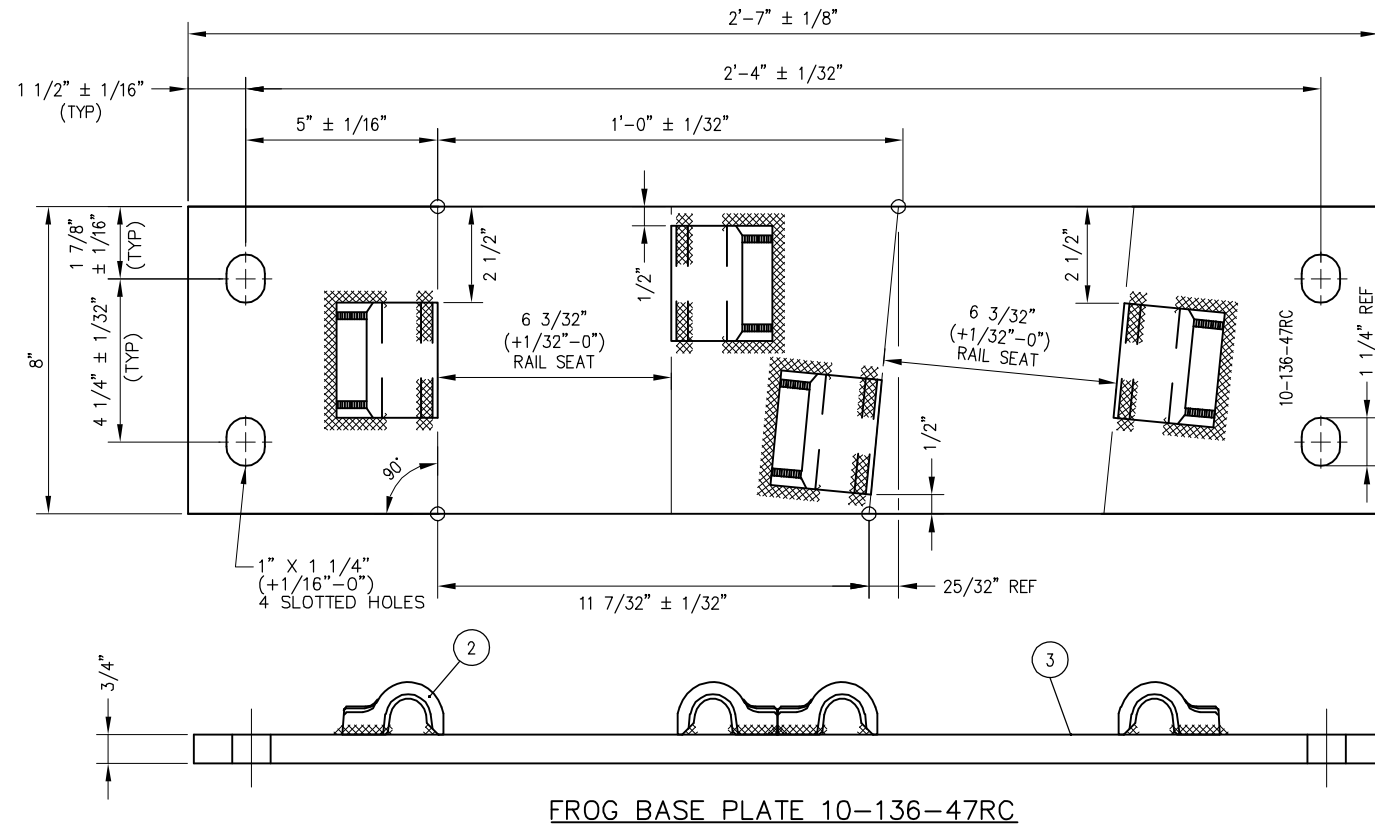 2'-7" ± 1/8"
2'-4" ± 1/32"
1 1/2" ± 1/16"
(TYP)
5" ± 1/16"
1'-0" ± 1/32"
1 7/8"
± 1/16"
(TYP)
2 1/2"
1/2"
2 1/2"
8"
4 1/4" ± 1/32"
(TYP)
6 3/32"
(+1/32"-0")
RAIL SEAT
6 3/32"
(+1/32"-0")
RAIL SEAT
10-136-47RC
1 1/4" REF
90°
1/2"
1" X 1 1/4"
(+1/16"-0")
4 SLOTTED HOLES
11 7/32" ± 1/32"
25/32" REF
2
3
3/4"
FROG BASE PLATE 10-136-47RC